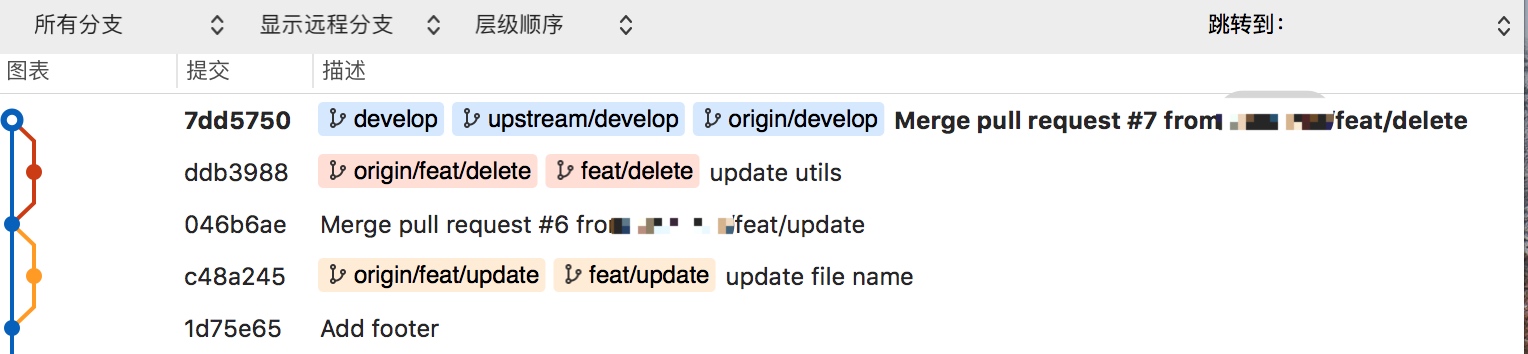 所有分支 显示远程分支 层级顺序 跳转到：
图表 提交 描述
7dd5750 develop upstream/develop origin/develop Merge pull request #7 from /feat/delete
ddb3988 origin/feat/delete feat/delete update utils
046b6ae Merge pull request #6 from /feat/update
c48a245 origin/feat/update feat/update update file name
1d75e65 Add footer